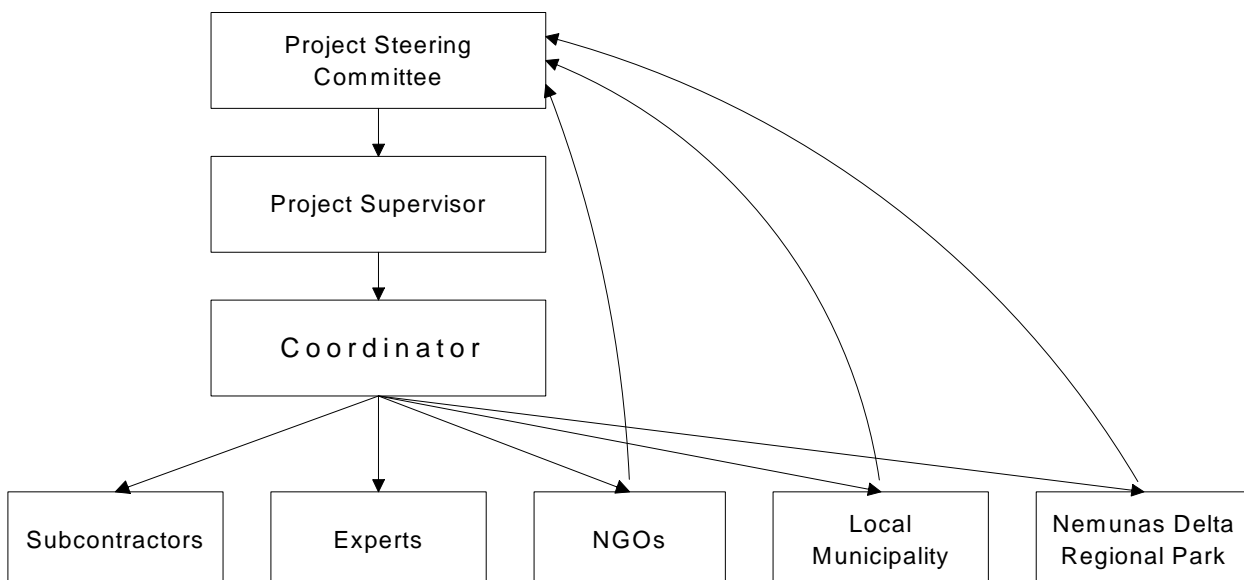 Project Steering
Committee
Project Supervisor
Coordinator
Subcontractors
Experts
NGOs
Local
Municipality
Nemunas Delta
Regional Park